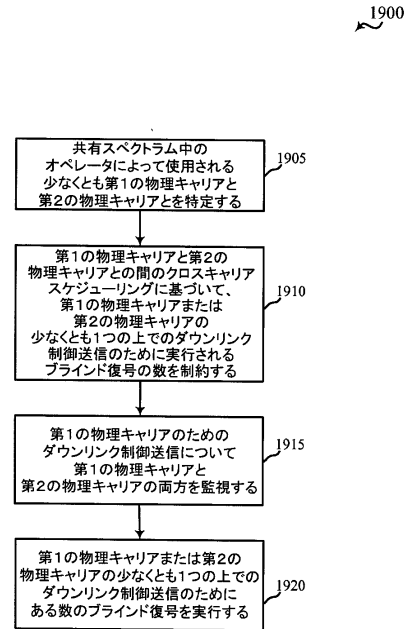 1900
共有スペクトラム中の
オペレータによって使用される
少なくとも第1の物理キャリアと
第2の物理キャリアとを特定する
1905
第1の物理キャリアと第2の
物理キャリアとの間のクロスキャリア
スケジューリングに基づいて、
第1の物理キャリアまたは
第2の物理キャリアの
少なくとも1つの上でのダウンリンク
制御送信のために実行される
ブラインド復号の数を制約する
1910
第1の物理キャリアのための
ダウンリンク制御送信について
第1の物理キャリアと
第2の物理キャリアの両方を監視する
1915
第1の物理キャリアまたは第2の
物理キャリアの少なくとも1つの上での
ダウンリンク制御送信のために
ある数のブラインド復号を実行する
1920